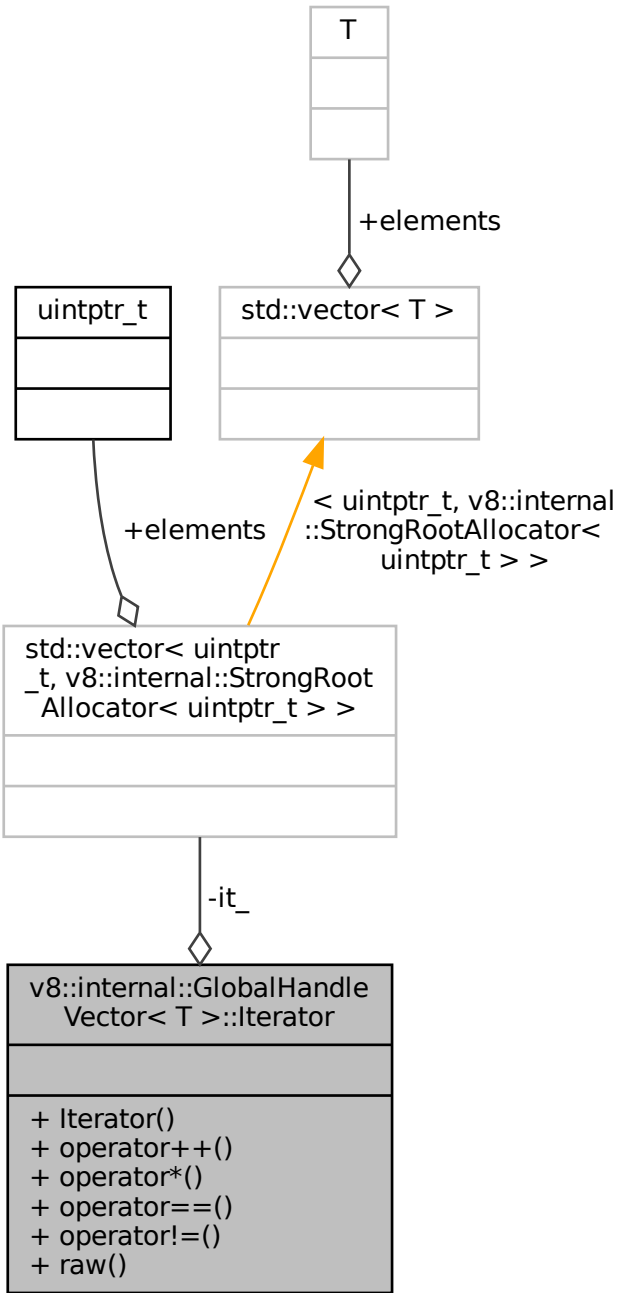 T
+elements
uintptr_t
std::vector< T >
+elements
< uintptr_t, v8::internal
::StrongRootAllocator<
uintptr_t > >
std::vector< uintptr
_t, v8::internal::StrongRoot
Allocator< uintptr_t > >
-it_
v8::internal::GlobalHandle
Vector< T >::Iterator
+ Iterator()
+ operator++()
+ operator*()
+ operator==()
+ operator!=()
+ raw()